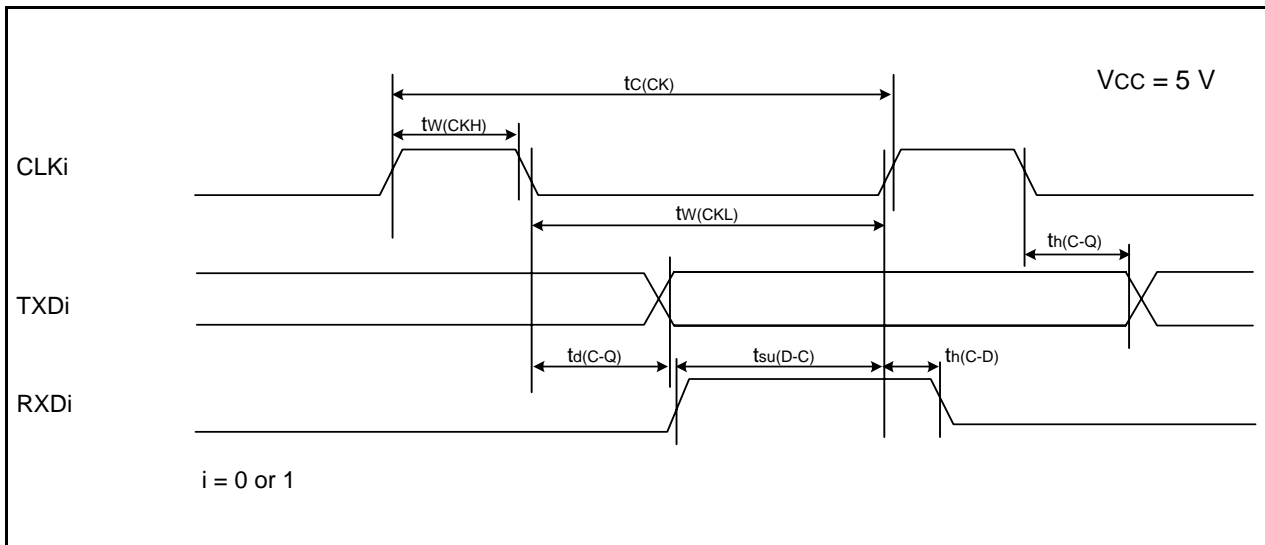 tC(CK)
VCC = 5 V
tW(CKH)
CLKi
tW(CKL)
th(C-Q)
TXDi
td(C-Q)
tsu(D-C)
th(C-D)
RXDi
i = 0 or 1